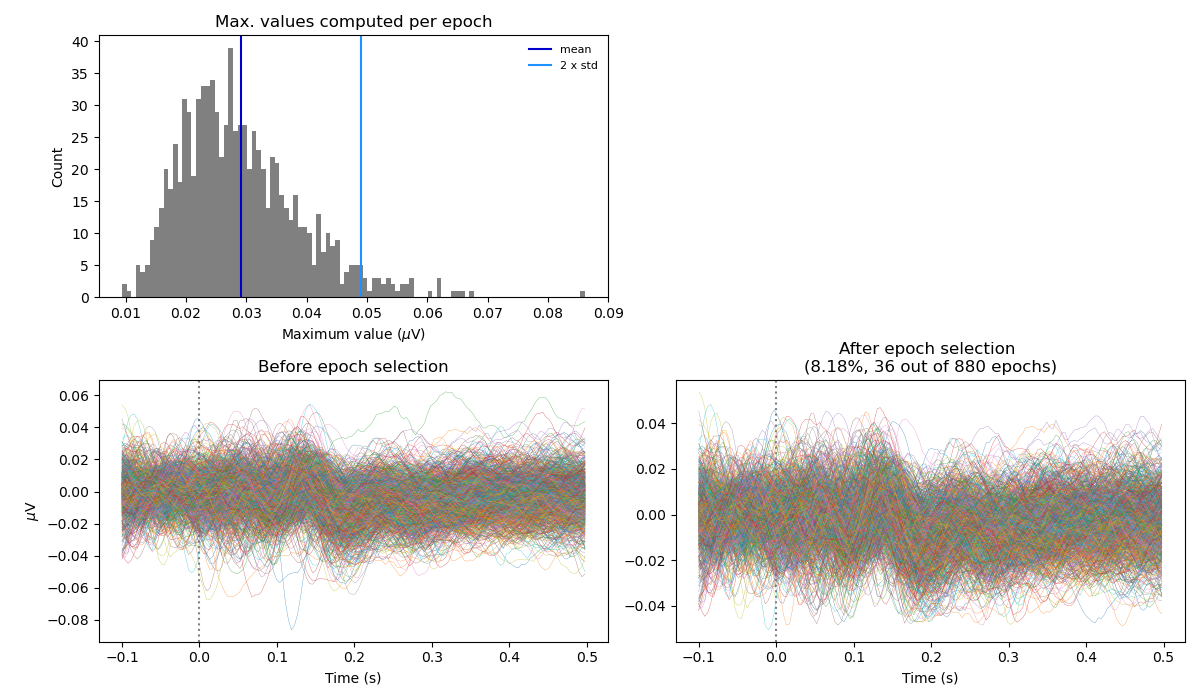 Max. values computed per epoch
40
35
30
25
20
15
10
5
0
Count
mean
2 x std
0.01 0.02 0.03 0.04 0.05 0.06 0.07 0.08 0.09
Maximum value (μV)
Before epoch selection
0.06
0.04
0.02
0.00
−0.02
−0.04
−0.06
−0.08
μV
−0.1 0.0 0.1 0.2 0.3 0.4 0.5
Time (s)
After epoch selection
(8.18%, 36 out of 880 epochs)
0.04
0.02
0.00
−0.02
−0.04
−0.1 0.0 0.1 0.2 0.3 0.4 0.5
Time (s)